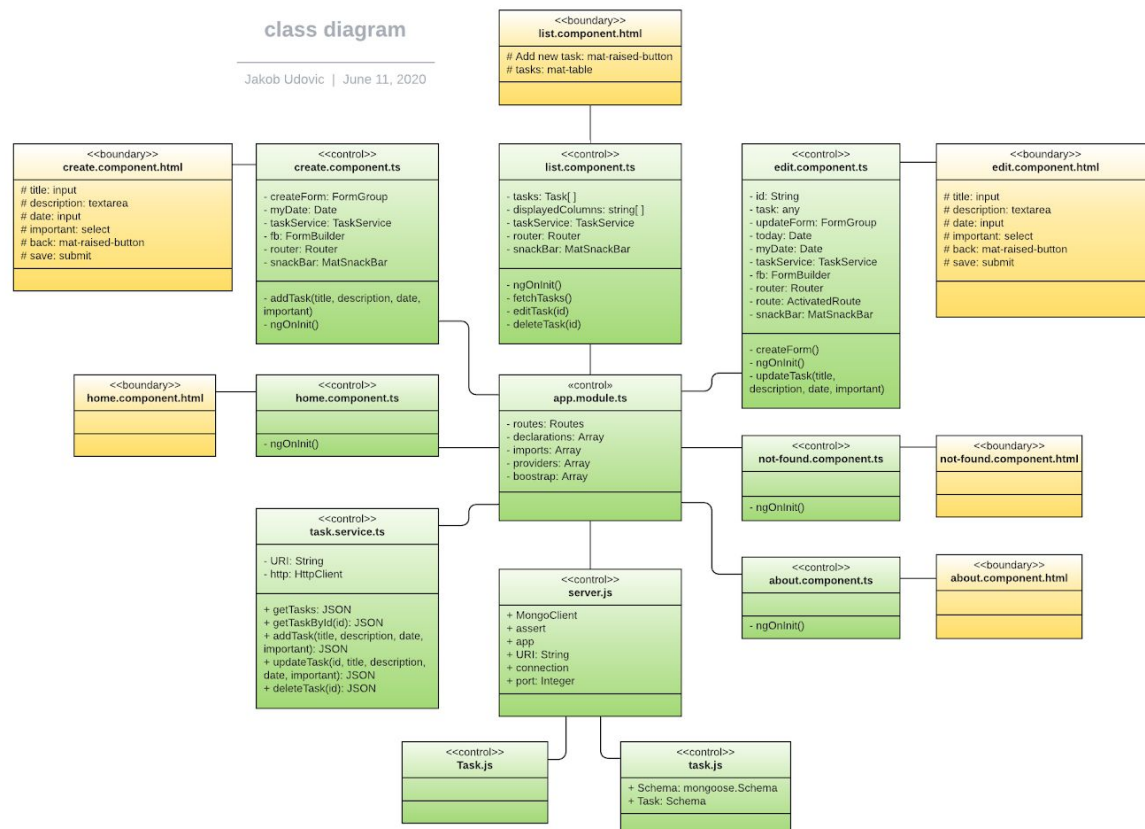 class diagram
Jakob Udovic | June 11, 2020
<<boundary>>
list.component.html
# Add new task: mat-raised-button
# tasks: mat-table
<<boundary>>
create.component.html
# title: input
# description: textarea
# date: input
# important: select
# back: mat-raised-button
# save: submit
<<control>>
create.component.ts
- createForm: FormGroup
- myDate: Date
- taskService: TaskService
- fb: FormBuilder
- router: Router
- snackBar: MatSnackBar
- addTask(title, description, date,
important)
- ngOnInit()
<<control>>
list.component.ts
- tasks: Task[ ]
- displayedColumns: string[ ]
- taskService: TaskService
- router: Router
- snackBar: MatSnackBar
- ngOnInit()
- fetchTasks()
- editTask(id)
- deleteTask(id)
<<control>>
edit.component.ts
- id: String
- task: any
- updateForm: FormGroup
- today: Date
- myDate: Date
- taskService: TaskService
- fb: FormBuilder
- router: Router
- route: ActivatedRoute
- snackBar: MatSnackBar
- createForm()
- ngOnInit()
- updateTask(title,
description, date, important)
<<boundary>>
edit.component.html
# title: input
# description: textarea
# date: input
# important: select
# back: mat-raised-button
# save: submit
<<boundary>>
home.component.html
<<control>>
home.component.ts
- ngOnInit()
«control»
app.module.ts
- routes: Routes
- declarations: Array
- imports: Array
- providers: Array
- boostrap: Array
<<control>>
not-found.component.ts
- ngOnInit()
<<boundary>>
not-found.component.html
<<control>>
task.service.ts
- URI: String
- http: HttpClient
+ getTasks: JSON
+ getTaskById(id): JSON
+ addTask(title, description, date,
important): JSON
+ updateTask(id, title, description,
date, important): JSON
+ deleteTask(id): JSON
<<control>>
server.js
+ MongoClient
+ assert
+ app
+ URI: String
+ connection
+ port: Integer
<<control>>
about.component.ts
- ngOnInit()
<<boundary>>
about.component.html
<<control>>
Task.js
<<control>>
task.js
+ Schema: mongoose.Schema
+ Task: Schema